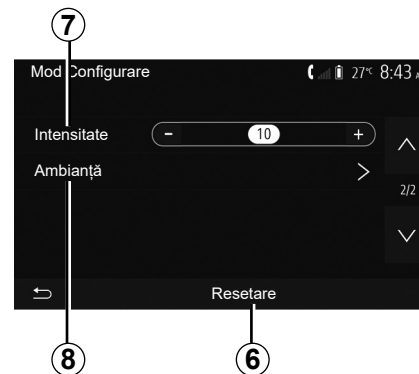 7
Mod Configurare 27°C 8:43
Intensitate - 10 +
Ambianță >
2/2
Resetare
8 6